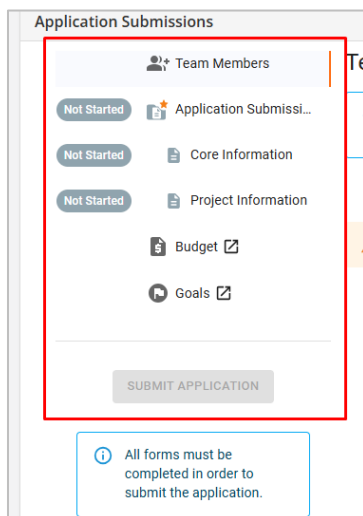 Application Submissions
Team Members
Te
Not Started
Application Submissi...
Not Started
Core Information
Not Started
Project Information
Budget
Goals
SUBMIT APPLICATION
All forms must be
completed in order to
submit the application.